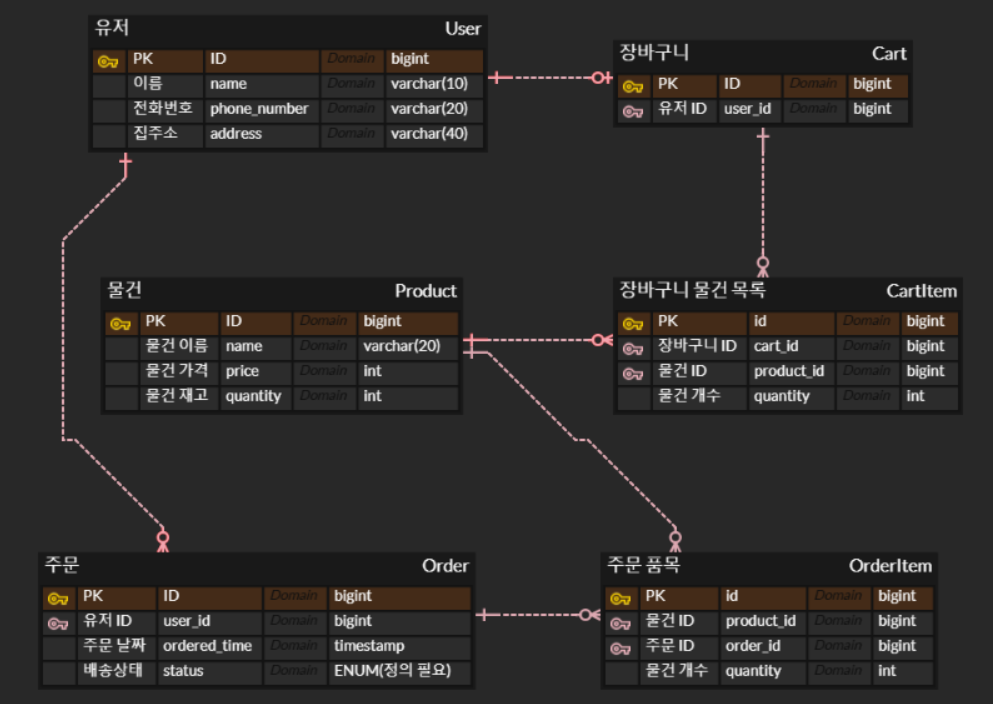 유저 User
PK ID Domain bigint
이름 name Domain varchar(10)
전화번호 phone_number Domain varchar(20)
집주소 address Domain varchar(40)
장바구니 Cart
PK ID Domain bigint
유저 ID user_id Domain bigint
물건 Product
PK ID Domain bigint
물건 이름 name Domain varchar(20)
물건 가격 price Domain int
물건 재고 quantity Domain int
장바구니 물건 목록 CartItem
PK id Domain bigint
장바구니 ID cart_id Domain bigint
물건 ID product_id Domain bigint
물건 개수 quantity Domain int
주문 Order
PK ID Domain bigint
유저 ID user_id Domain bigint
주문 날짜 ordered_time Domain timestamp
배송상태 status Domain ENUM(정의 필요)
주문 품목 OrderItem
PK id Domain bigint
물건 ID product_id Domain bigint
주문 ID order_id Domain bigint
물건 개수 quantity Domain int